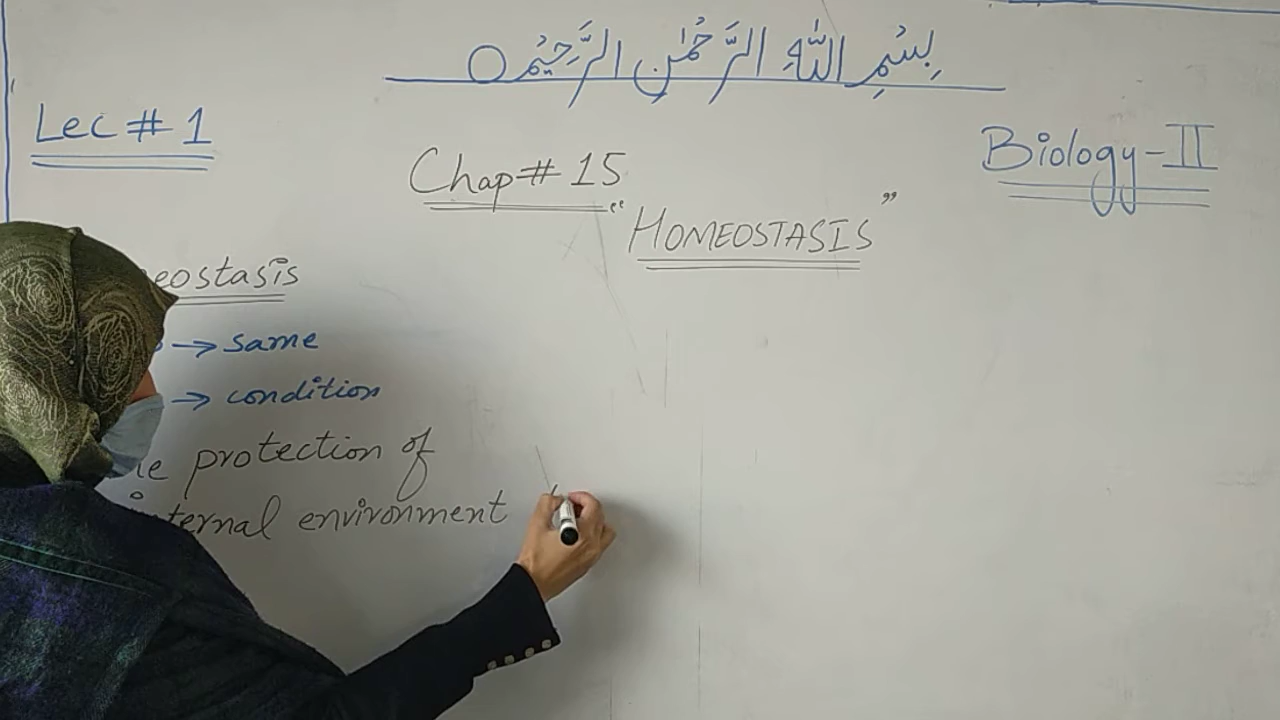 بِسْمِ اللّٰهِ الرَّحْمٰنِ الرَّحِيْمِ
Lec # 1
Biology-II
Chap# 15
"HOMEOSTASIS"
eostasis
→ same
→ condition
protection of
ternal environment